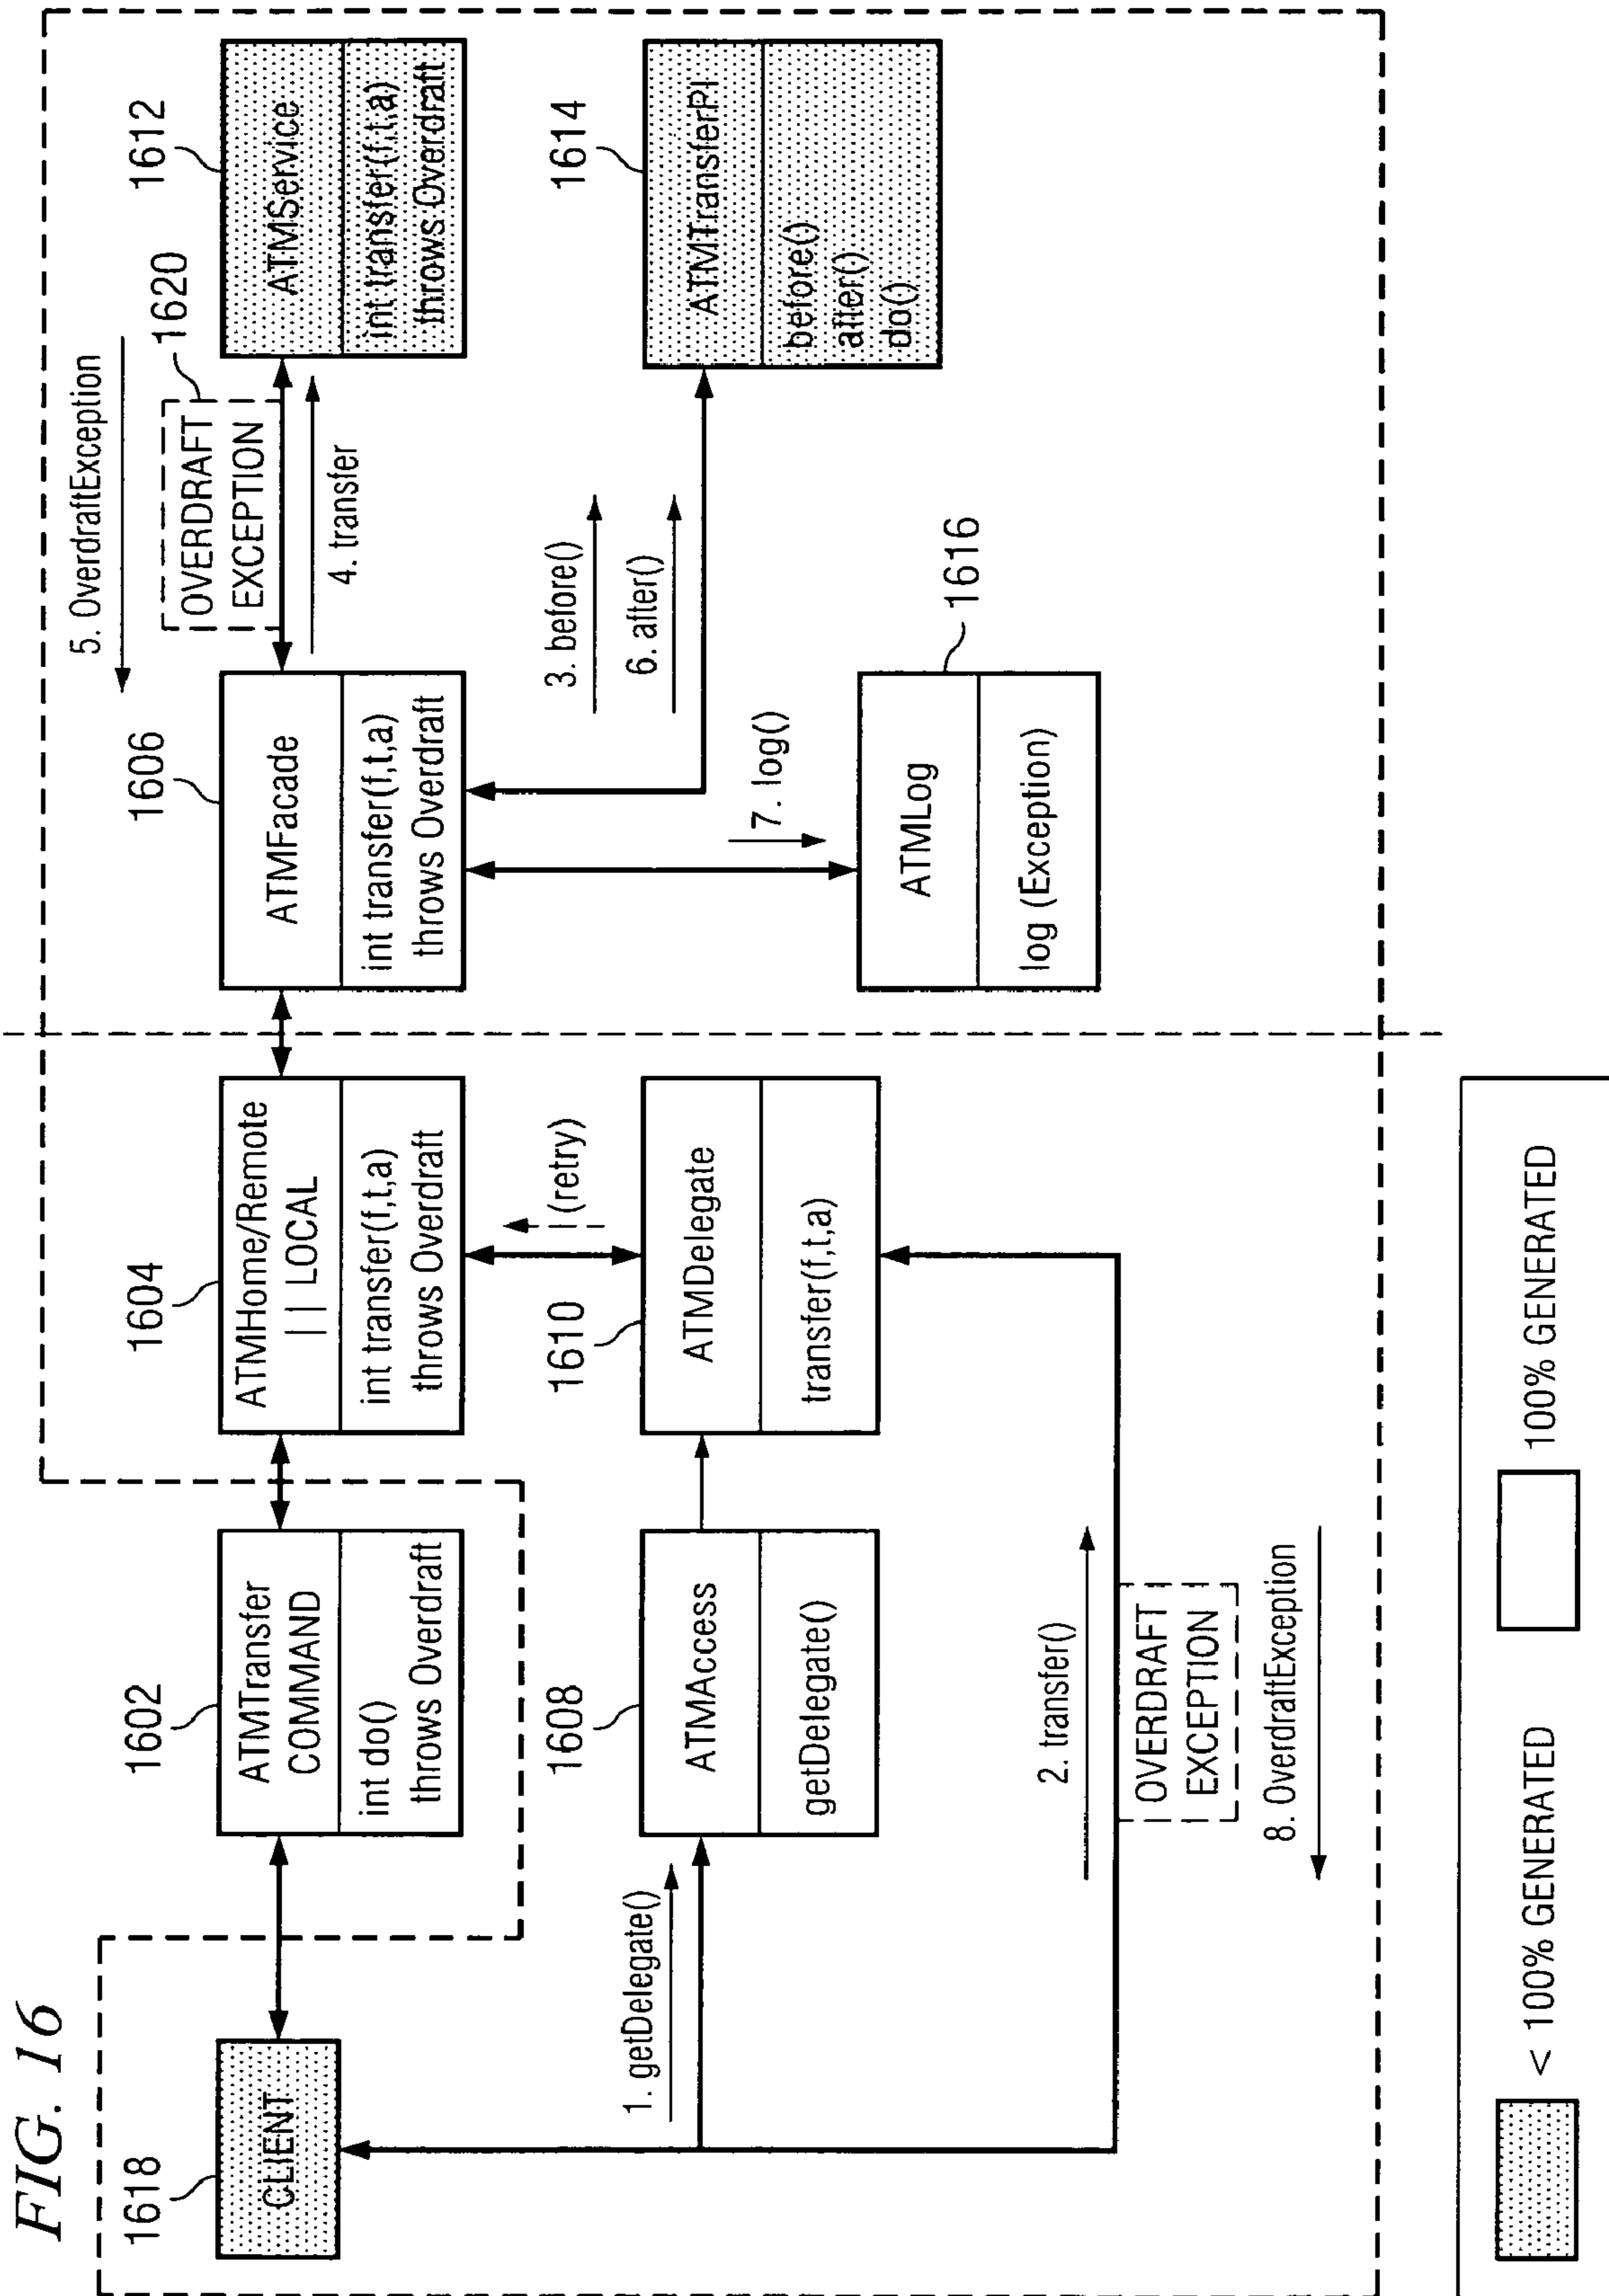 FIG. 16
1618
CLIENT
1602
ATMTransfer
COMMAND
int do()
throws Overdraft
1604
ATMHome/Remote
|| LOCAL
int transfer(f,t,a)
throws Overdraft
1606
ATMFacade
int transfer(f,t,a)
throws Overdraft
5. OverdraftException
1620
OVERDRAFT
EXCEPTION
4. transfer
1612
ATMService
int transfer(f,t,a)
throws Overdraft
1. getDelegate()
1608
ATMAccess
getDelegate()
1610
(retry)
ATMDelegate
transfer(f,t,a)
3. before()
6. after()
7. log()
1614
ATMTransferPI
before()
after()
do()
1616
ATMLog
log (Exception)
2. transfer()
OVERDRAFT
EXCEPTION
8. OverdraftException
< 100% GENERATED
100% GENERATED